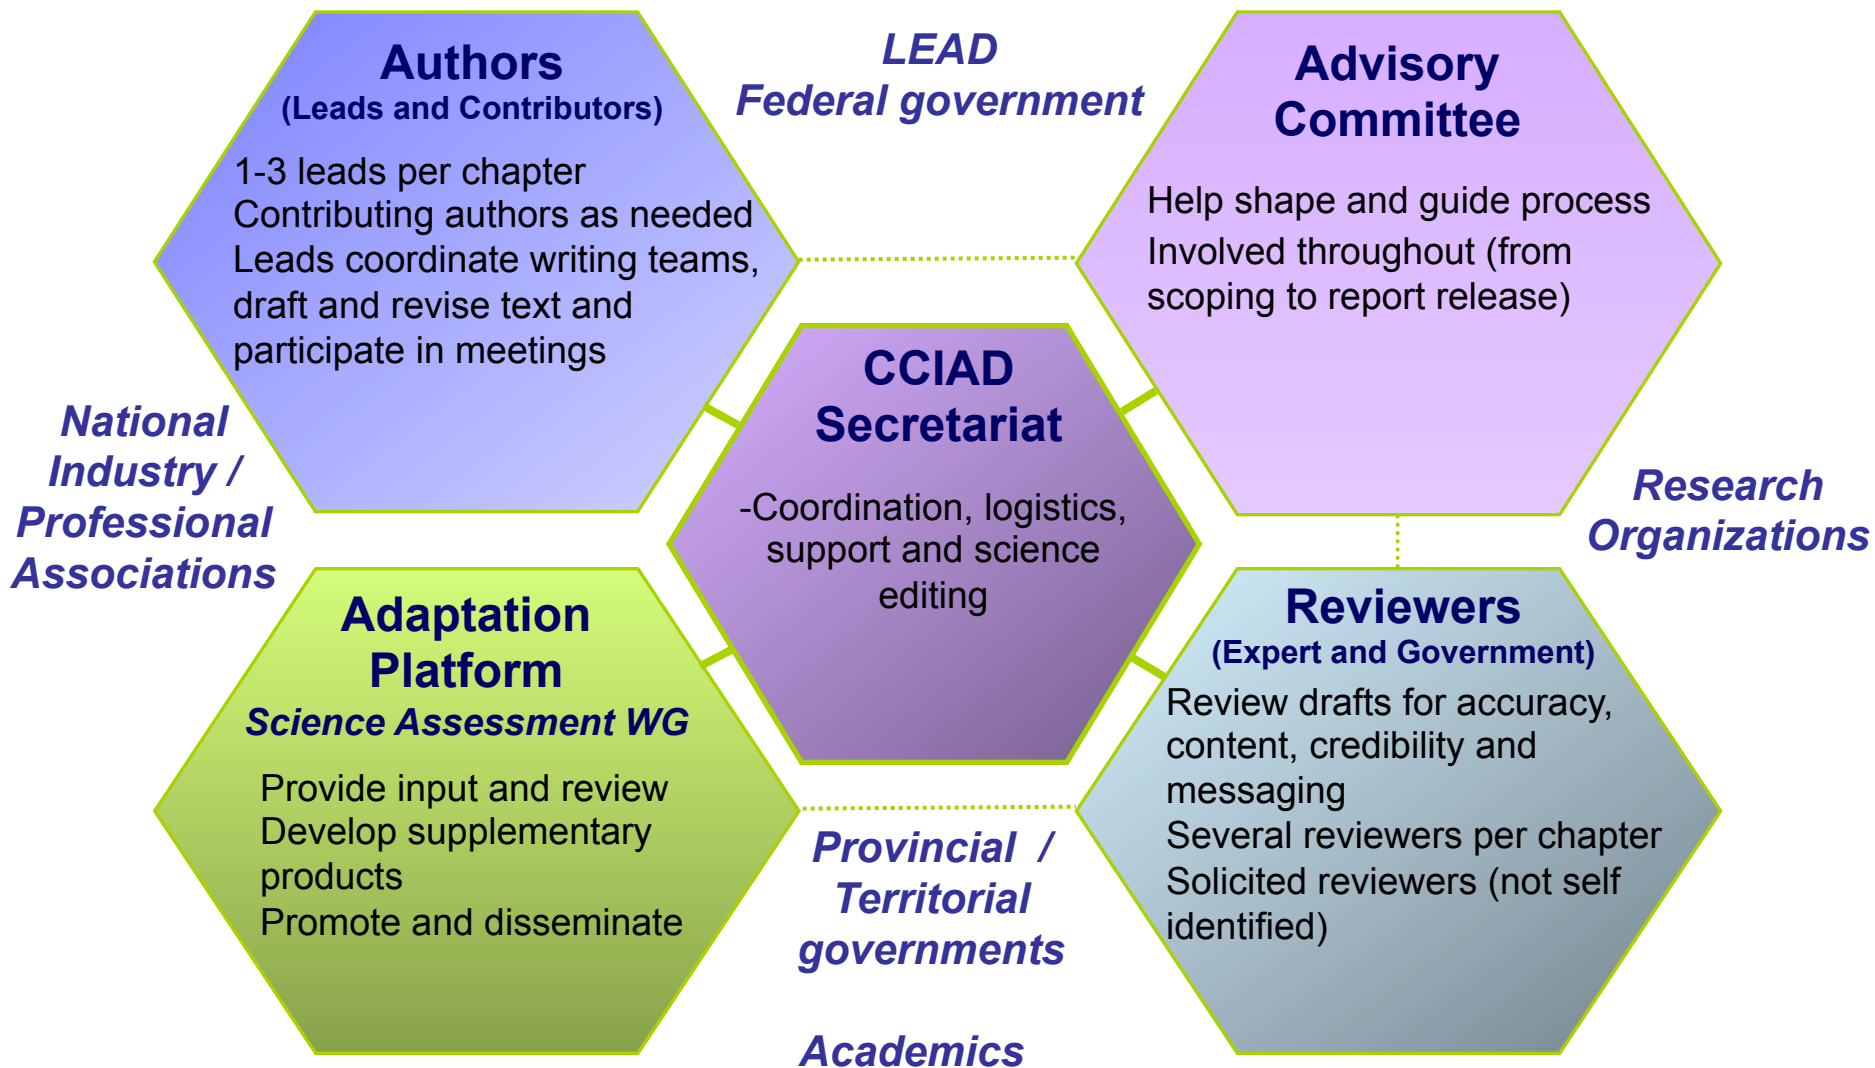 Authors
(Leads and Contributors)
1-3 leads per chapter
Contributing authors as needed
Leads coordinate writing teams,
draft and revise text and
participate in meetings
LEAD
Federal government
Advisory
Committee
Help shape and guide process
Involved throughout (from
scoping to report release)
National
Industry /
Professional
Associations
CCIAD
Secretariat
-Coordination, logistics,
support and science
editing
Research
Organizations
Adaptation
Platform
Science Assessment WG
Provide input and review
Develop supplementary
products
Promote and disseminate
Provincial /
Territorial
governments
Academics
Reviewers
(Expert and Government)
Review drafts for accuracy,
content, credibility and
messaging
Several reviewers per chapter
Solicited reviewers (not self
identified)